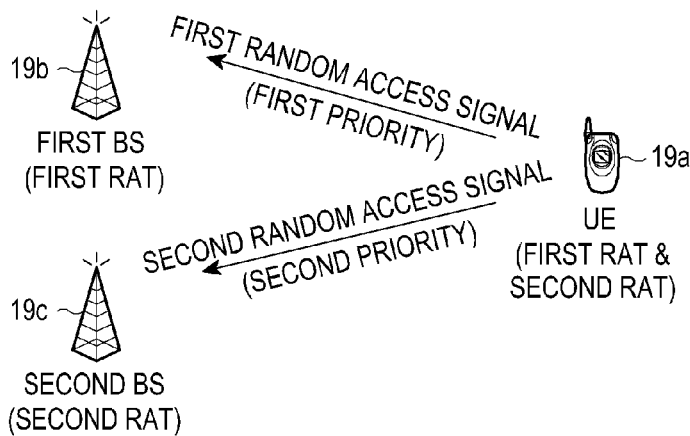 19b
FIRST BS
(FIRST RAT)
FIRST RANDOM ACCESS SIGNAL
(FIRST PRIORITY)
19a
UE
(FIRST RAT &
SECOND RAT)
SECOND RANDOM ACCESS SIGNAL
(SECOND PRIORITY)
19c
SECOND BS
(SECOND RAT)